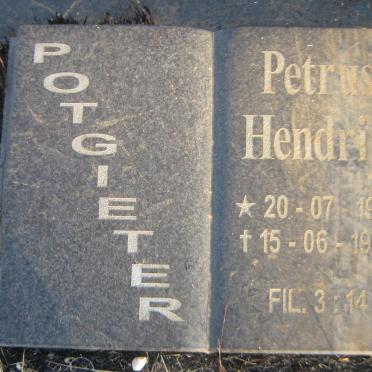 POTGIETER
Petrus
Hendri
★ 20 - 07 - 19
† 15 - 06 - 19
FIL. 3 : 14